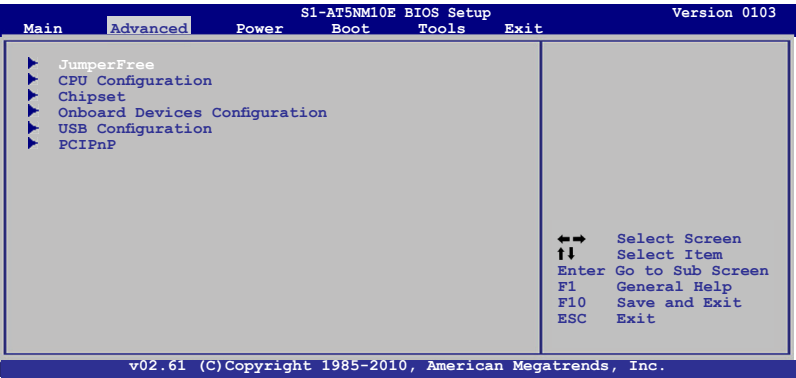 S1-AT5NM10E BIOS Setup Version 0103
Main Advanced Power Boot Tools Exit
JumperFree
CPU Configuration
Chipset
Onboard Devices Configuration
USB Configuration
PCIPnP
←→ Select Screen
↑↓ Select Item
Enter Go to Sub Screen
F1 General Help
F10 Save and Exit
ESC Exit
v02.61 (C)Copyright 1985-2010, American Megatrends, Inc.